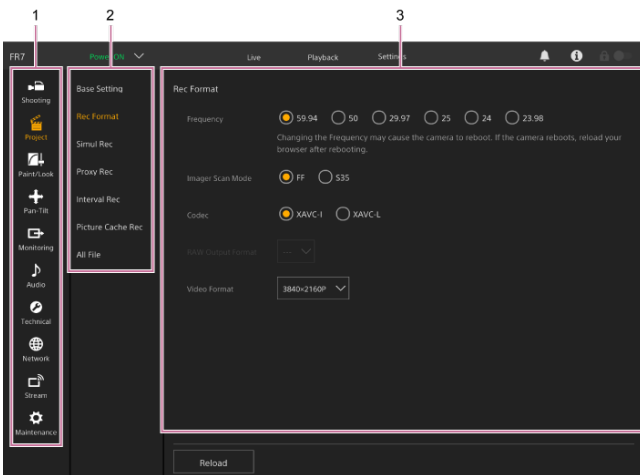 1 2 3
FR7 Power ON Live Playback Settings
Shooting
Project
Paint/Look
Pan-Tilt
Monitoring
Audio
Technical
Network
Stream
Maintenance
Base Setting
Rec Format
Simul Rec
Proxy Rec
Interval Rec
Picture Cache Rec
All File
Rec Format
Frequency 59.94 50 29.97 25 24 23.98
Changing the Frequency may cause the camera to reboot. If the camera reboots, reload your
browser after rebooting.
Imager Scan Mode FF S35
Codec XAVC-I XAVC-L
RAW Output Format ---
Video Format 3840×2160P
Reload